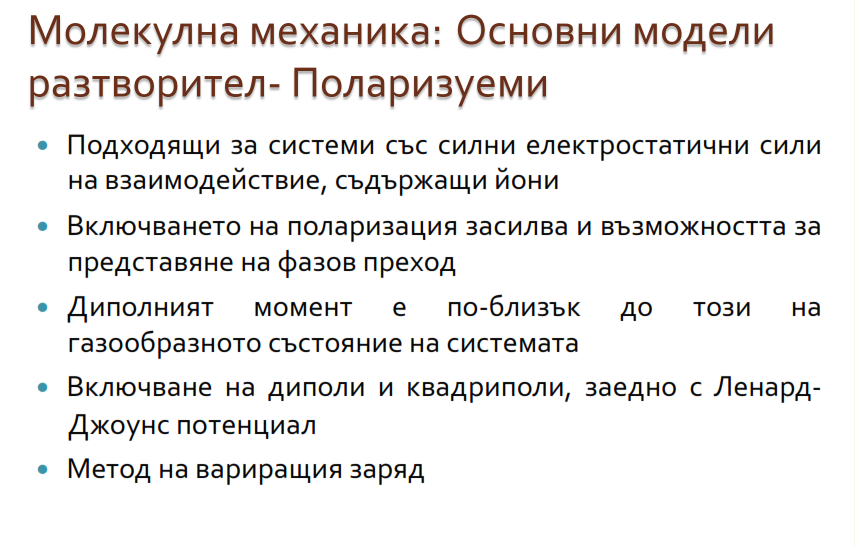 Молекулна механика: Основни модели
разтворител- Поларизуеми
• Подходящи за системи със силни електростатични сили
на взаимодействие, съдържащи йони
• Включването на поларизация засилва и възможността за
представяне на фазов преход
• Диполният момент е по-близък до този на
газообразното състояние на системата
• Включване на диполи и квадриполи, заедно с Ленард-
Джоунс потенциал
• Метод на вариращия заряд